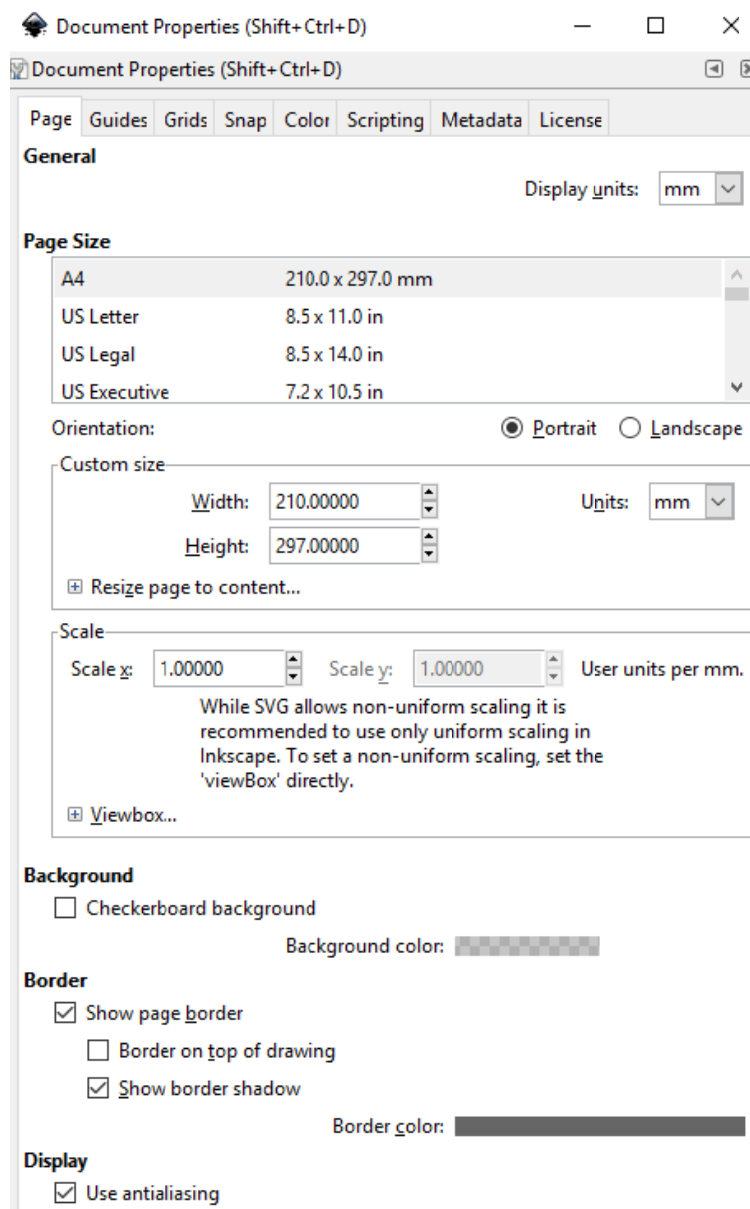 Document Properties (Shift+Ctrl+D)
Document Properties (Shift+Ctrl+D)
Page Guides Grids Snap Color Scripting Metadata License
General
Display units: mm
Page Size
A4 210.0 x 297.0 mm
US Letter 8.5 x 11.0 in
US Legal 8.5 x 14.0 in
US Executive 7.2 x 10.5 in
Orientation: Portrait Landscape
Custom size
Width: 210.00000 Units: mm
Height: 297.00000
Resize page to content...
Scale
Scale x: 1.00000 Scale y: 1.00000 User units per mm.
While SVG allows non-uniform scaling it is
recommended to use only uniform scaling in
Inkscape. To set a non-uniform scaling, set the
'viewBox' directly.
Viewbox...
Background
Checkerboard background
Background color:
Border
Show page border
Border on top of drawing
Show border shadow
Border color:
Display
Use antialiasing